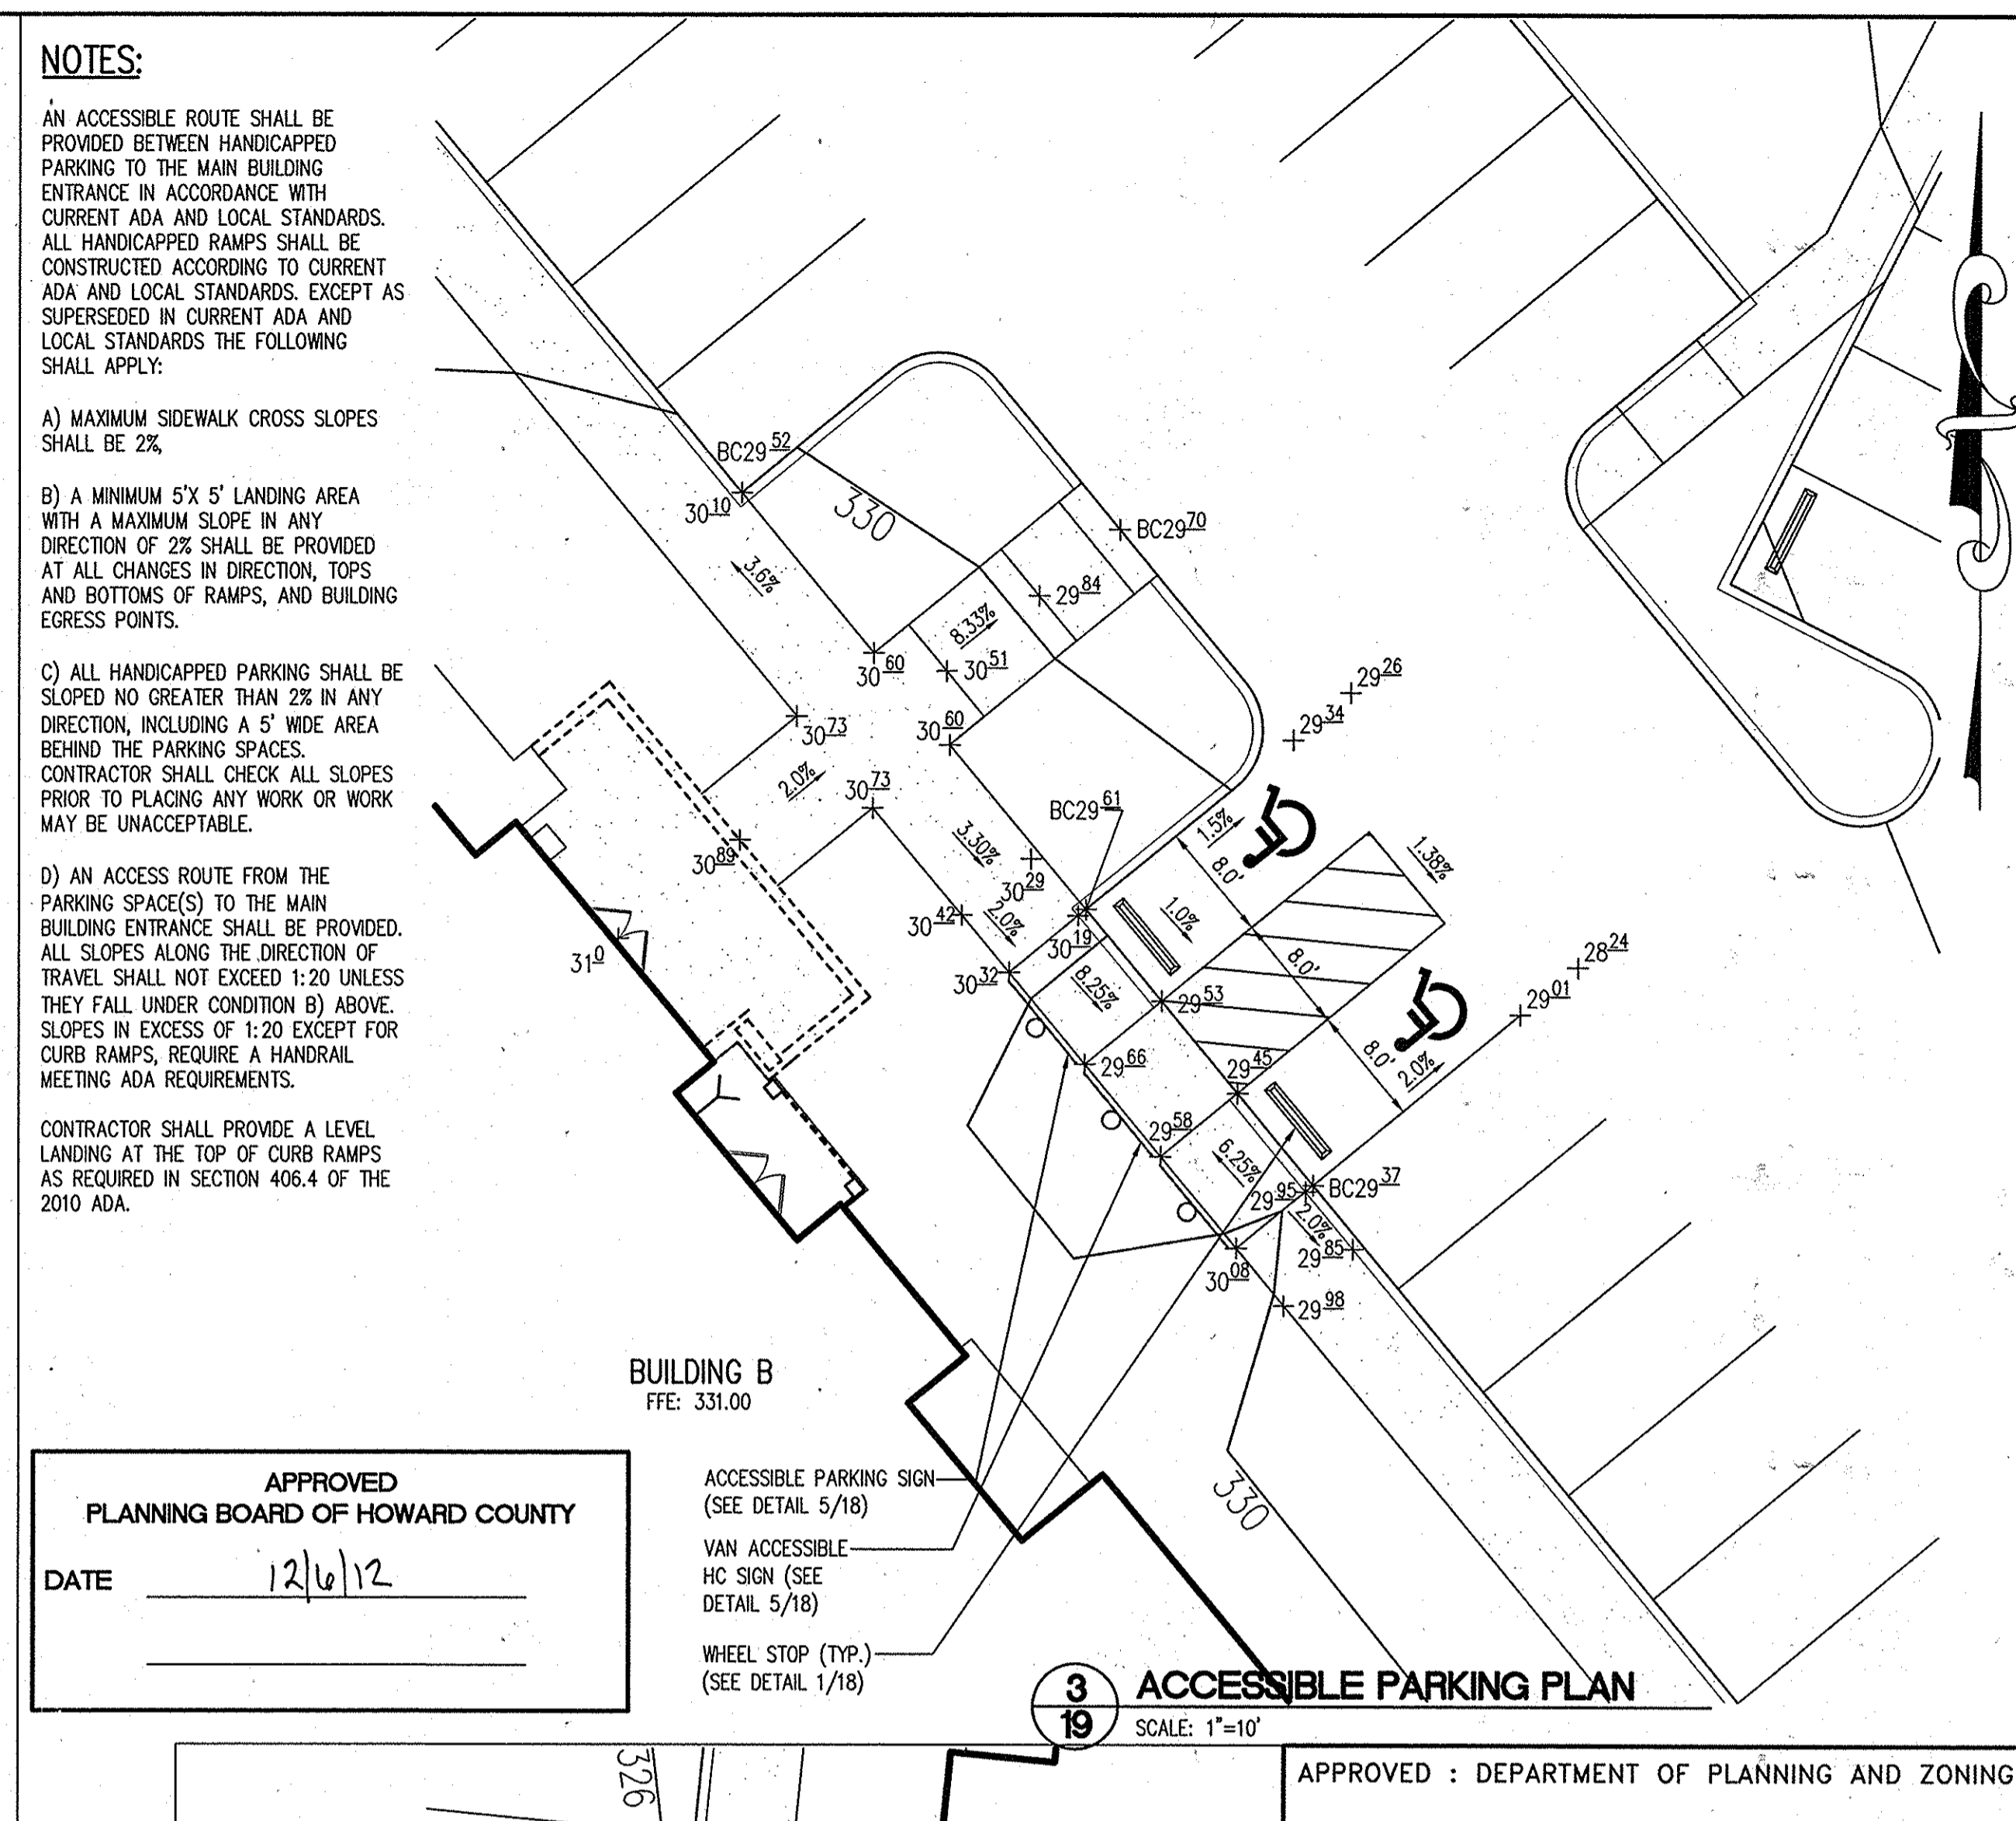 NOTES:
AN ACCESSIBLE ROUTE SHALL BE
PROVIDED BETWEEN HANDICAPPED
PARKING TO THE MAIN BUILDING
ENTRANCE IN ACCORDANCE WITH
CURRENT ADA AND LOCAL STANDARDS.
ALL HANDICAPPED RAMPS SHALL BE
CONSTRUCTED ACCORDING TO CURRENT
ADA AND LOCAL STANDARDS. EXCEPT AS
SUPERSEDED IN CURRENT ADA AND
LOCAL STANDARDS THE FOLLOWING
SHALL APPLY:
A) MAXIMUM SIDEWALK CROSS SLOPES
SHALL BE 2%,
B) A MINIMUM 5'X 5' LANDING AREA
WITH A MAXIMUM SLOPE IN ANY
DIRECTION OF 2% SHALL BE PROVIDED
AT ALL CHANGES IN DIRECTION, TOPS
AND BOTTOMS OF RAMPS, AND BUILDING
EGRESS POINTS.
C) ALL HANDICAPPED PARKING SHALL BE
SLOPED NO GREATER THAN 2% IN ANY
DIRECTION, INCLUDING A 5' WIDE AREA
BEHIND THE PARKING SPACES.
CONTRACTOR SHALL CHECK ALL SLOPES
PRIOR TO PLACING ANY WORK OR WORK
MAY BE UNACCEPTABLE.
D) AN ACCESS ROUTE FROM THE
PARKING SPACE(S) TO THE MAIN
BUILDING ENTRANCE SHALL BE PROVIDED.
ALL SLOPES ALONG THE DIRECTION OF
TRAVEL SHALL NOT EXCEED 1:20 UNLESS
THEY FALL UNDER CONDITION B) ABOVE.
SLOPES IN EXCESS OF 1:20 EXCEPT FOR
CURB RAMPS, REQUIRE A HANDRAIL
MEETING ADA REQUIREMENTS.
CONTRACTOR SHALL PROVIDE A LEVEL
LANDING AT THE TOP OF CURB RAMPS
AS REQUIRED IN SECTION 406.4 OF THE
2010 ADA.
BC29 52
30 10
330
BC29 70
3.6%
29 84
8.33%
30 60
30 51
29 26
30 60
29 34
30 73
2.0%
30 73
BC29 61
1.5%
8.0'
1.38%
3.30%
30 89
30 29
30 42
2.0%
1.0%
31 0
30 19
8.0'
30 32
8.25%
28 24
29 53
29 01
29 66
29 45
8.0'
2.0%
29 58
6.25%
29 95
BC29 37
2.0%
29 85
30 08
29 98
330
BUILDING B
FFE: 331.00
APPROVED
PLANNING BOARD OF HOWARD COUNTY
DATE 12/6/12
ACCESSIBLE PARKING SIGN
(SEE DETAIL 5/18)
VAN ACCESSIBLE
HC SIGN (SEE
DETAIL 5/18)
WHEEL STOP (TYP.)
(SEE DETAIL 1/18)
3
19
ACCESSIBLE PARKING PLAN
SCALE: 1"=10'
326
APPROVED : DEPARTMENT OF PLANNING AND ZONING